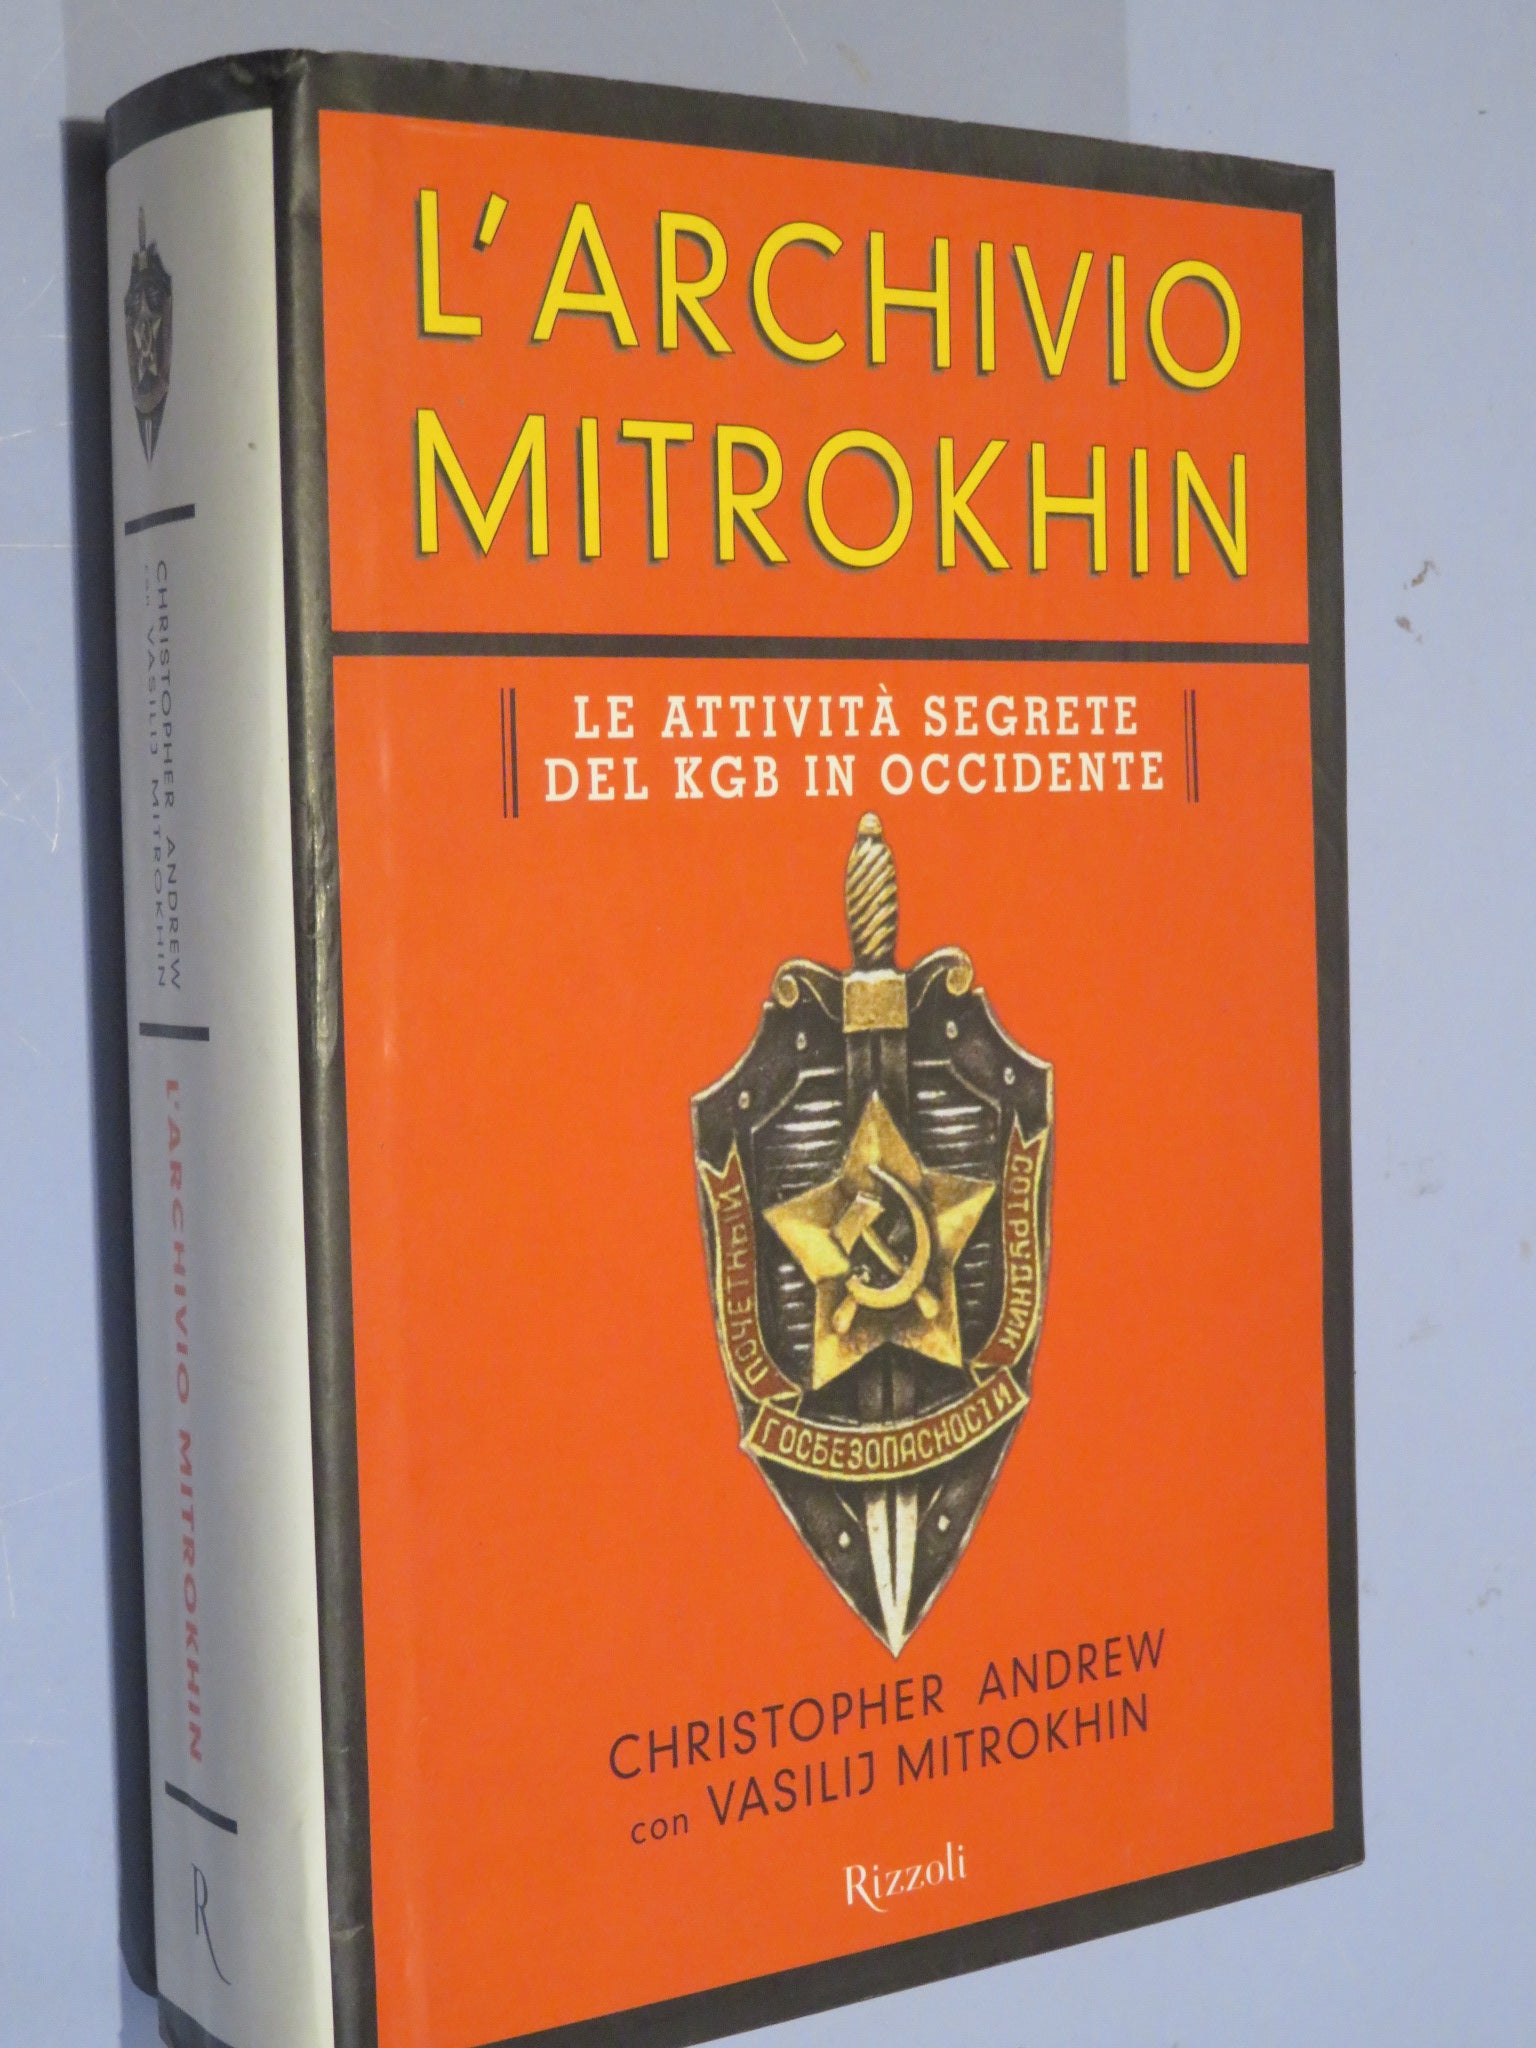 L'ARCHIVIO
MITROKHIN
LE ATTIVITÀ SEGRETE
DEL KGB IN OCCIDENTE
ПОЧЕТНЫЙ
СОТРУДНИК
ГОСБЕЗОПАСНОСТИ
CHRISTOPHER ANDREW
con VASILIJ MITROKHIN
Rizzoli
CHRISTOPHER ANDREW
con VASILIJ MITROKHIN
L'ARCHIVIO MITROKHIN
R